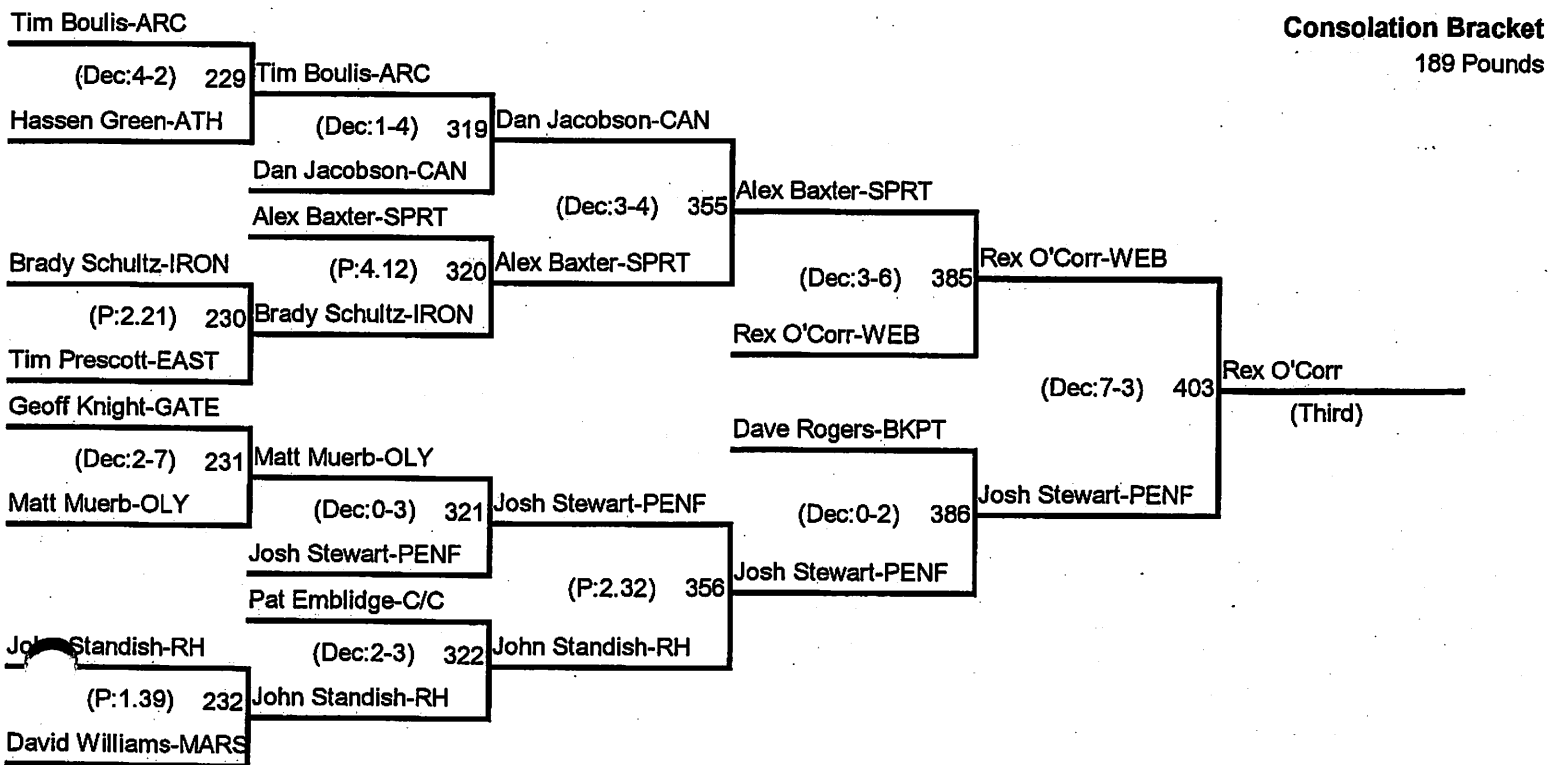 Consolation Bracket
189 Pounds
Tim Boulis-ARC
(Dec:4-2) 229
Hassen Green-ATH
Tim Boulis-ARC
(Dec:1-4) 319
Dan Jacobson-CAN
Dan Jacobson-CAN
(Dec:3-4) 355
Alex Baxter-SPRT
Alex Baxter-SPRT
(P:4.12) 320
Brady Schultz-IRON
Brady Schultz-IRON
(P:2.21) 230
Tim Prescott-EAST
Alex Baxter-SPRT
(Dec:3-6) 385
Rex O'Corr-WEB
Rex O'Corr-WEB
(Dec:7-3) 403
Rex O'Corr
(Third)
Geoff Knight-GATE
(Dec:2-7) 231
Matt Muerb-OLY
Matt Muerb-OLY
(Dec:0-3) 321
Josh Stewart-PENF
Josh Stewart-PENF
(P:2.32) 356
John Standish-RH
Pat Emblidge-C/C
(Dec:2-3) 322
John Standish-RH
Standish-RH
(P:1.39) 232
David Williams-MARS
Dave Rogers-BKPT
(Dec:0-2) 386
Josh Stewart-PENF
Josh Stewart-PENF